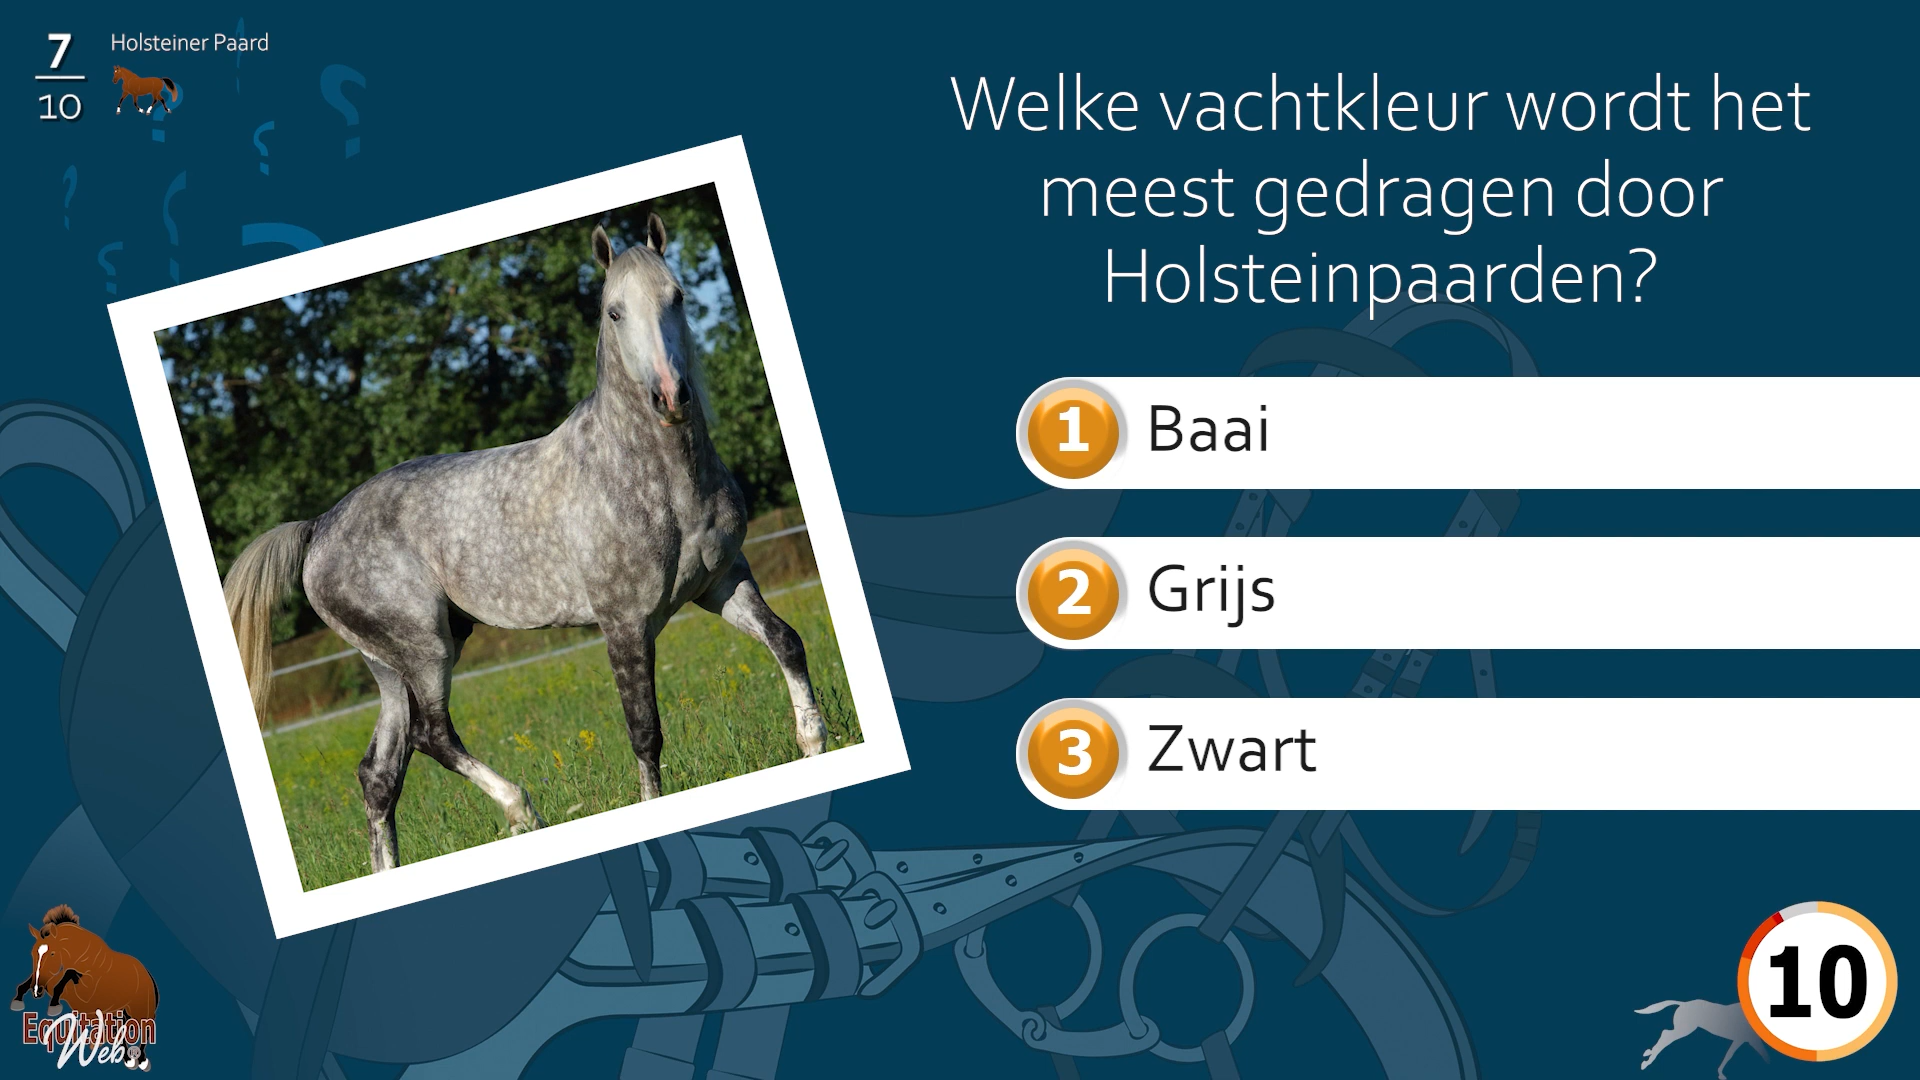 7
10
Holsteiner Paard
Welke vachtkleur wordt het
meest gedragen door
Holsteinpaarden?
1 Baai
2 Grijs
3 Zwart
Equitation
Web
10